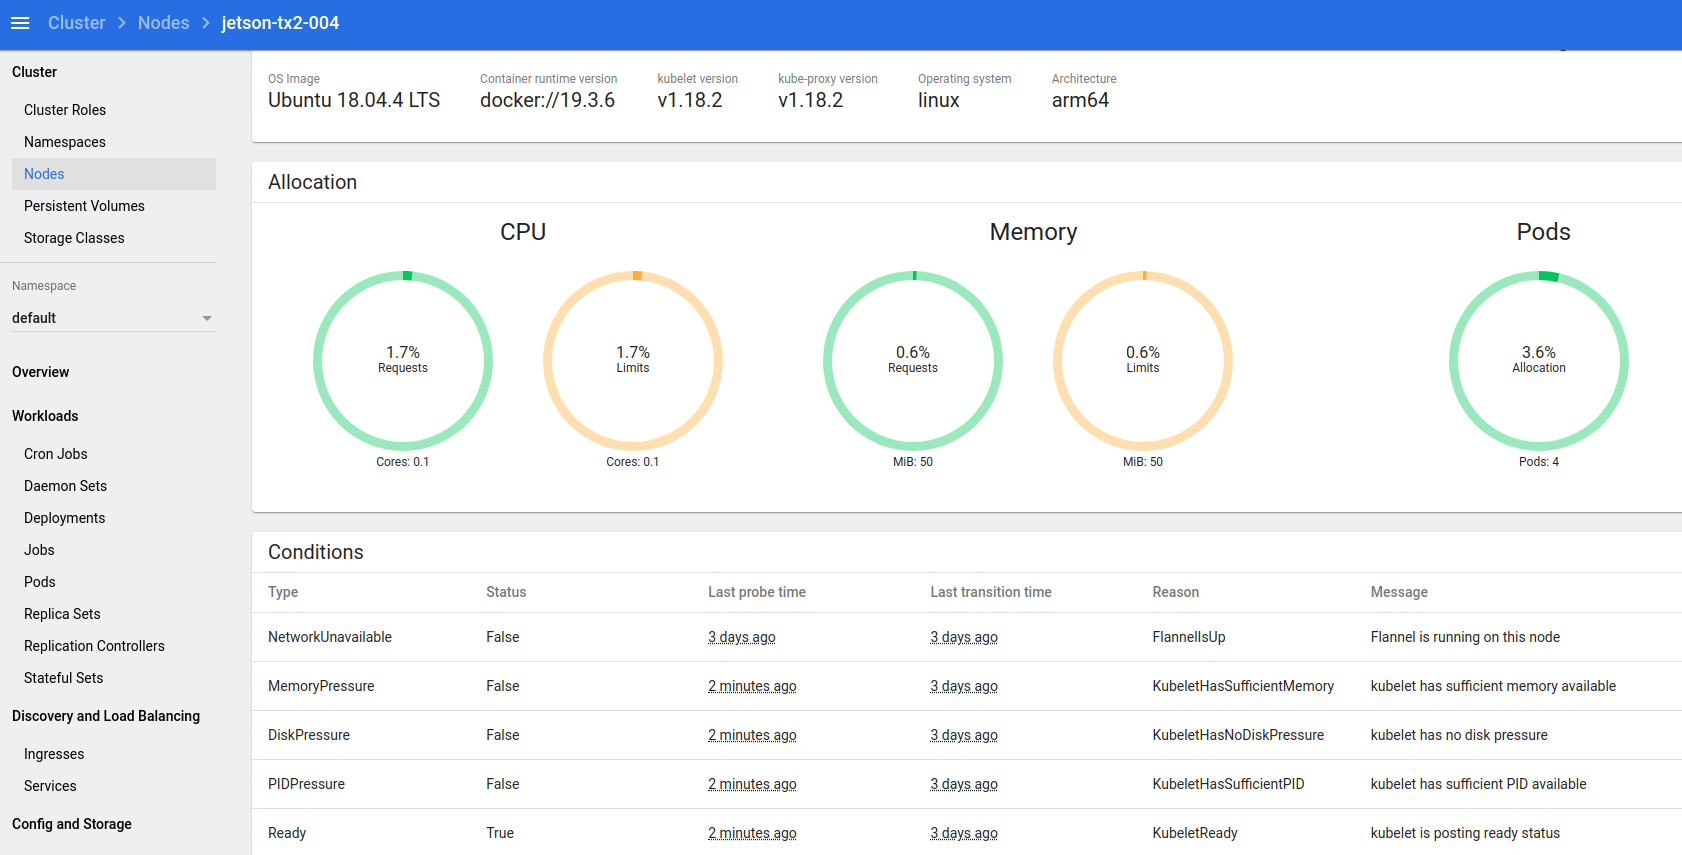 Cluster > Nodes > jetson-tx2-004
Cluster
Cluster Roles
Namespaces
Nodes
Persistent Volumes
Storage Classes
Namespace
default
Overview
Workloads
Cron Jobs
Daemon Sets
Deployments
Jobs
Pods
Replica Sets
Replication Controllers
Stateful Sets
Discovery and Load Balancing
Ingresses
Services
Config and Storage
OS Image Container runtime version kubelet version kube-proxy version Operating system Architecture
Ubuntu 18.04.4 LTS docker://19.3.6 v1.18.2 v1.18.2 linux arm64
Allocation
CPU Memory Pods
1.7% 1.7% 0.6% 0.6% 3.6%
Requests Limits Requests Limits Allocation
Cores: 0.1 Cores: 0.1 MiB: 50 MiB: 50 Pods: 4
Conditions
Type Status Last probe time Last transition time Reason Message
NetworkUnavailable False 3 days ago 3 days ago FlannelIsUp Flannel is running on this node
MemoryPressure False 2 minutes ago 3 days ago KubeletHasSufficientMemory kubelet has sufficient memory available
DiskPressure False 2 minutes ago 3 days ago KubeletHasNoDiskPressure kubelet has no disk pressure
PIDPressure False 2 minutes ago 3 days ago KubeletHasSufficientPID kubelet has sufficient PID available
Ready True 2 minutes ago 3 days ago KubeletReady kubelet is posting ready status